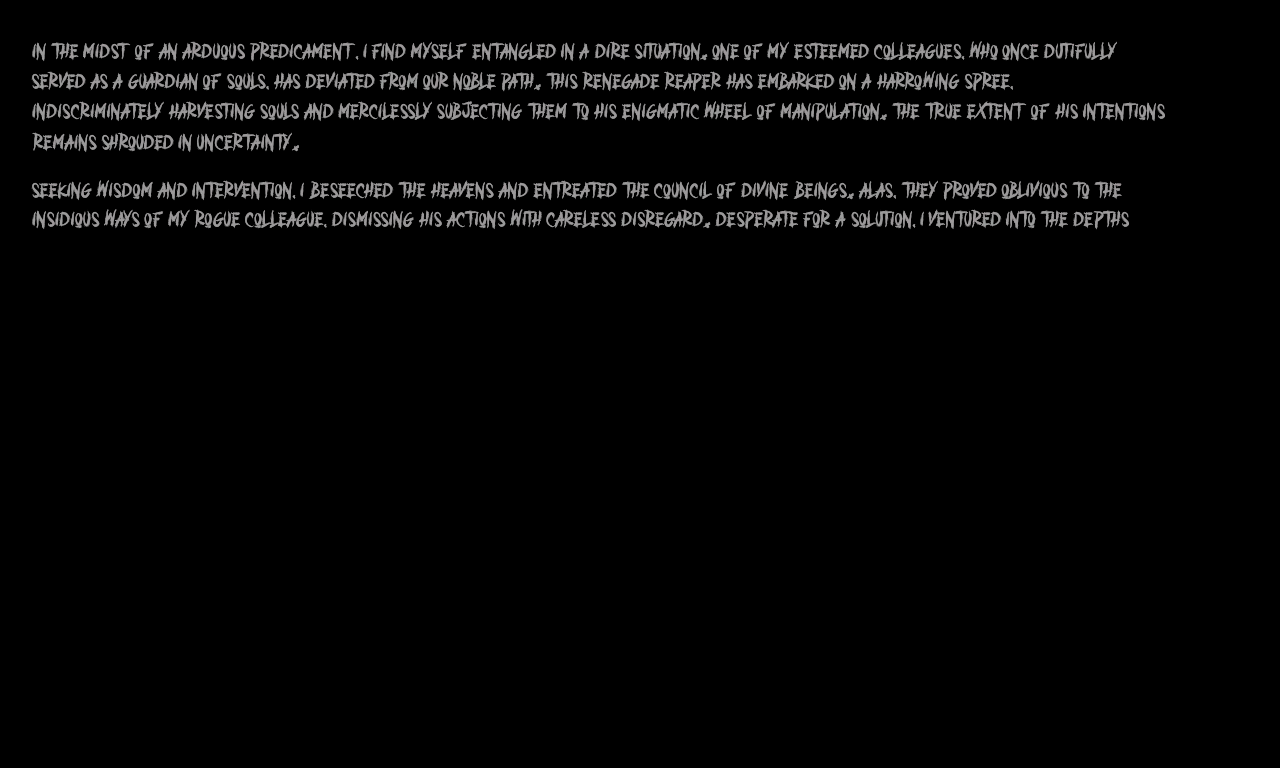 IN THE MIDST OF AN ARDUOUS PREDICAMENT, I FIND MYSELF ENTANGLED IN A DIRE SITUATION. ONE OF MY ESTEEMED COLLEAGUES, WHO ONCE DUTIFULLY
SERVED AS A GUARDIAN OF SOULS, HAS DEVIATED FROM OUR NOBLE PATH. THIS RENEGADE REAPER HAS EMBARKED ON A HARROWING SPREE,
INDISCRIMINATELY HARVESTING SOULS AND MERCILESSLY SUBJECTING THEM TO HIS ENIGMATIC WHEEL OF MANIPULATION. THE TRUE EXTENT OF HIS INTENTIONS
REMAINS SHROUDED IN UNCERTAINTY.
SEEKING WISDOM AND INTERVENTION, I BESEECHED THE HEAVENS AND ENTREATED THE COUNCIL OF DIVINE BEINGS. ALAS, THEY PROVED OBLIVIOUS TO THE
INSIDIOUS WAYS OF MY ROGUE COLLEAGUE, DISMISSING HIS ACTIONS WITH CARELESS DISREGARD. DESPERATE FOR A SOLUTION, I VENTURED INTO THE DEPTHS